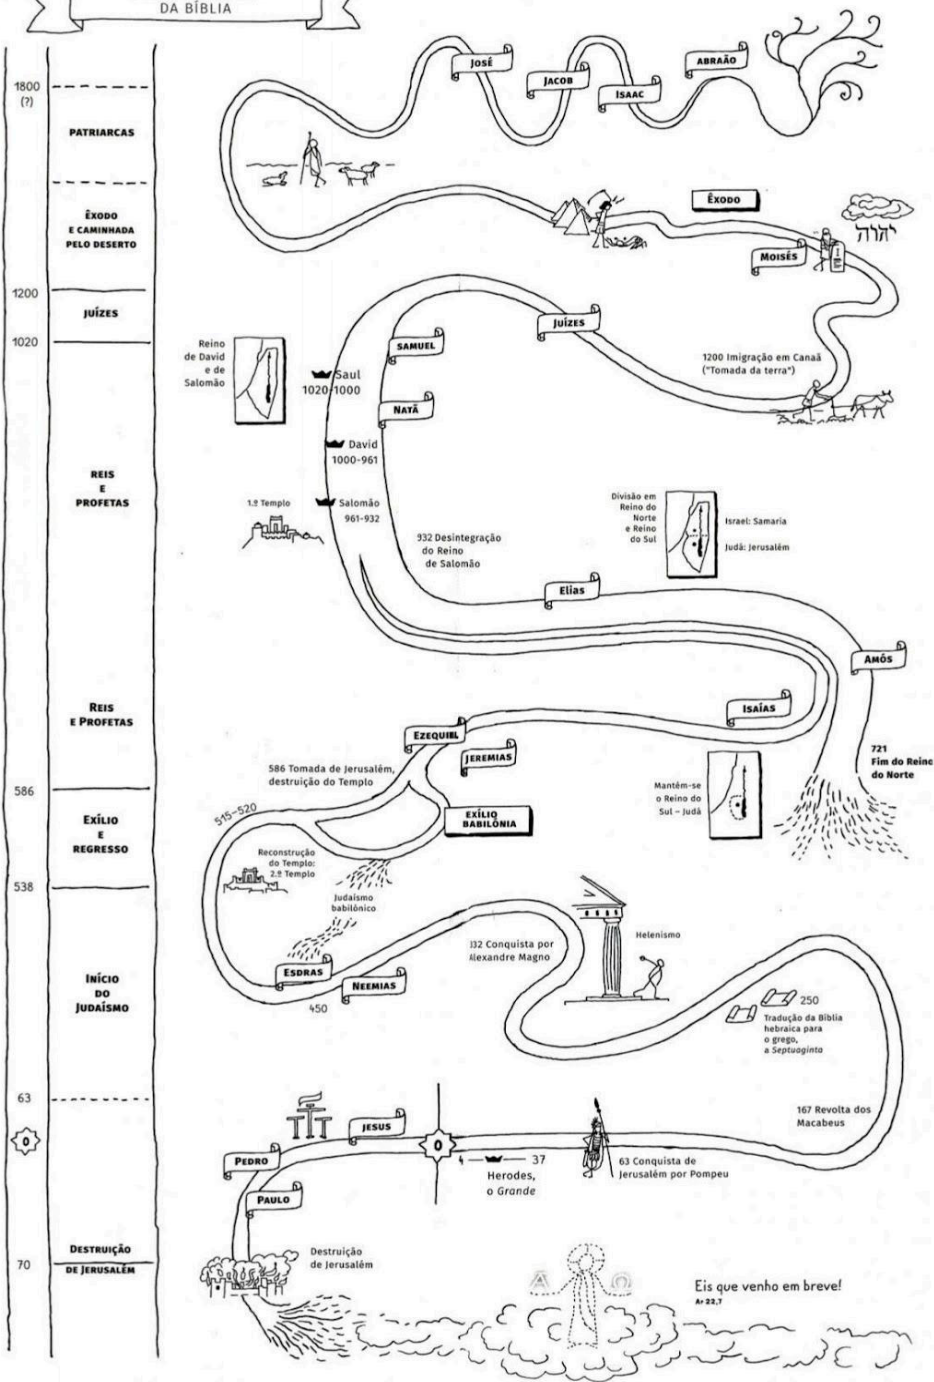 DA BÍBLIA
1800
(?)
PATRIARCAS
ÊXODO
E CAMINHADA
PELO DESERTO
1200
JUÍZES
1020
REIS
E
PROFETAS
REIS
E PROFETAS
586
EXÍLIO
E
REGRESSO
538
INÍCIO
DO
JUDAÍSMO
63
0
DESTRUIÇÃO
DE JERUSALÉM
70
ABRAÃO
ISAAC
JACOB
JOSÉ
ÊXODO
יהוה
MOISÉS
1200 Imigração em Canaã
("Tomada da terra")
JUÍZES
SAMUEL
Reino
de David
e de
Salomão
Saul
1020-1000
NATÃ
David
1000-961
1.º Templo
Salomão
961-932
932 Desintegração
do Reino
de Salomão
Divisão em
Reino do
Norte
e Reino
do Sul
Israel: Samaria
Judá: Jerusalém
Elias
AMÓS
721
Fim do Reino
do Norte
ISAÍAS
Mantém-se
o Reino do
Sul – Judá
EZEQUIEL
JEREMIAS
586 Tomada de Jerusalém,
destruição do Templo
EXÍLIO
BABILÓNIA
515-520
Reconstrução
do Templo:
2.º Templo
Judaísmo
babilónico
ESDRAS
NEEMIAS
450
332 Conquista por
Alexandre Magno
Helenismo
250
Tradução da Bíblia
hebraica para
o grego,
a Septuaginta
167 Revolta dos
Macabeus
63 Conquista de
Jerusalém por Pompeu
4 — 37
Herodes,
o Grande
0
JESUS
PEDRO
PAULO
Destruição
de Jerusalém
Α Ω
Eis que venho em breve!
Ap 22,7